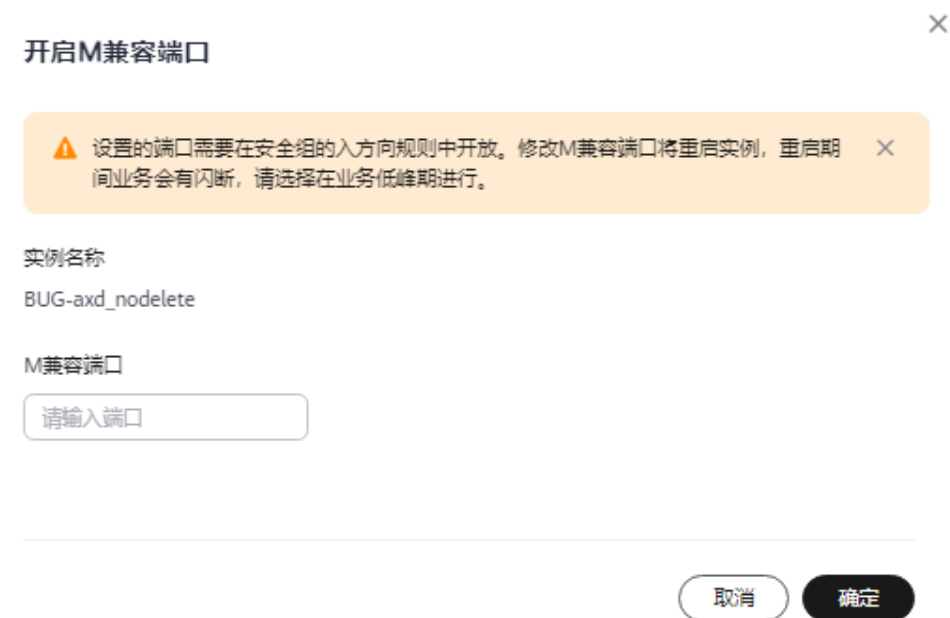 开启M兼容端口
设置的端口需要在安全组的入方向规则中开放。修改M兼容端口将重启实例，重启期
间业务会有闪断，请选择在业务低峰期进行。
实例名称
BUG-axd_nodelete
M兼容端口
请输入端口
取消
确定